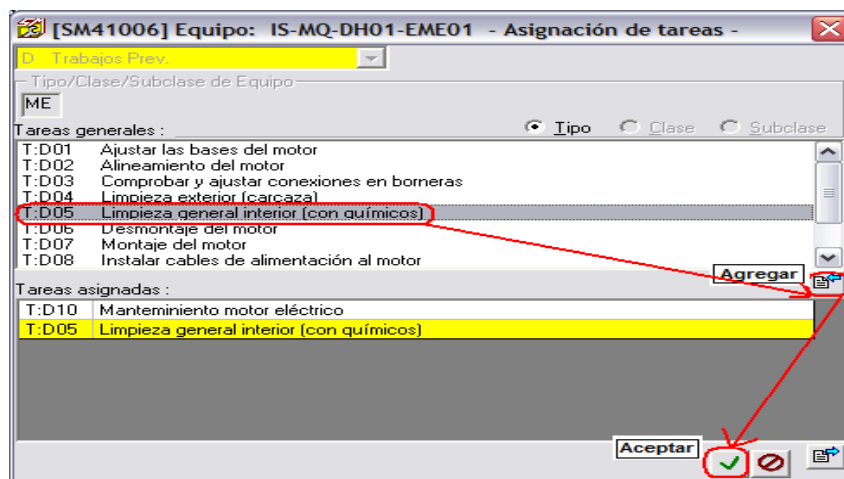 [SM41006] Equipo: IS-MQ-DH01-EME01 - Asignación de tareas -
D Trabajos Prev.
Tipo/Clase/Subclase de Equipo
ME
Tareas generales : Tipo Clase Subclase
T:D01 Ajustar las bases del motor
T:D02 Alineamiento del motor
T:D03 Comprobar y ajustar conexiones en borneras
T:D04 Limpieza exterior (carcaza)
T:D05 Limpieza general interior (con químicos)
T:D06 Desmontaje del motor
T:D07 Montaje del motor
T:D08 Instalar cables de alimentación al motor
Agregar
Tareas asignadas :
T:D10 Manteminiento motor eléctrico
T:D05 Limpieza general interior (con químicos)
Aceptar